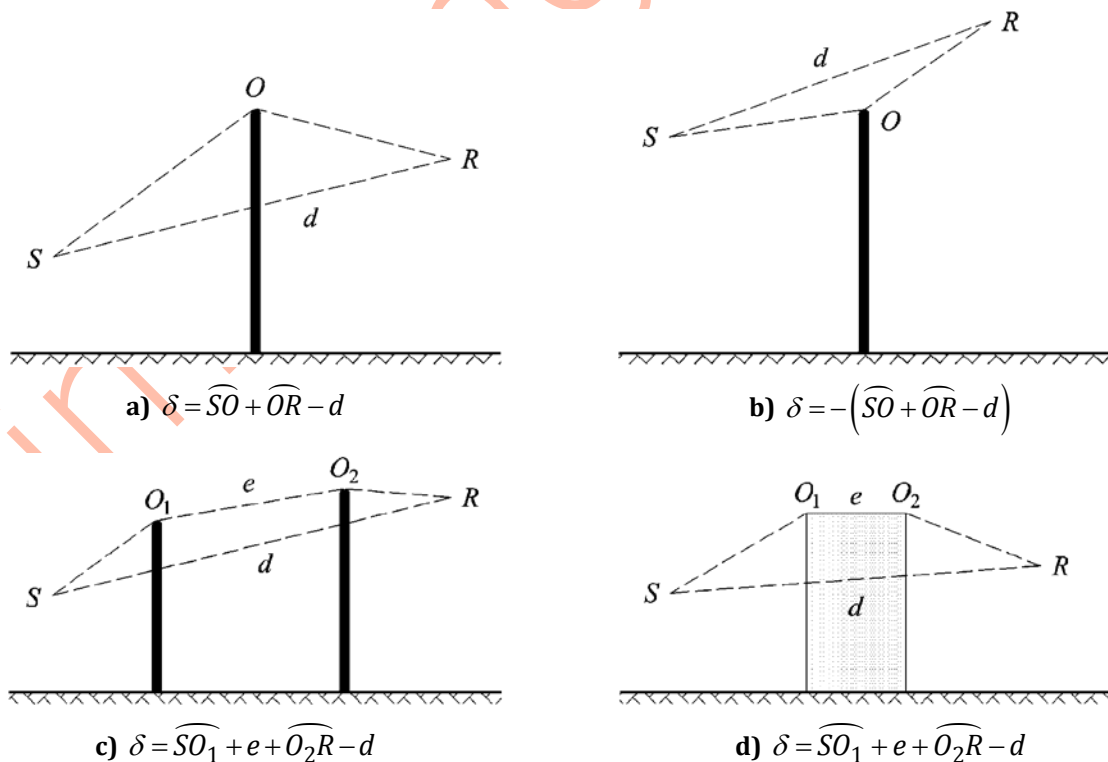 O
S
R
d
a) δ = SO + OR − d
R
d
S
O
b) δ = −(SO + OR − d)
O₁
e
O₂
R
S
d
c) δ = SO₁ + e + O₂R − d
O₁
e
O₂
S
R
d
d) δ = SO₁ + e + O₂R − d